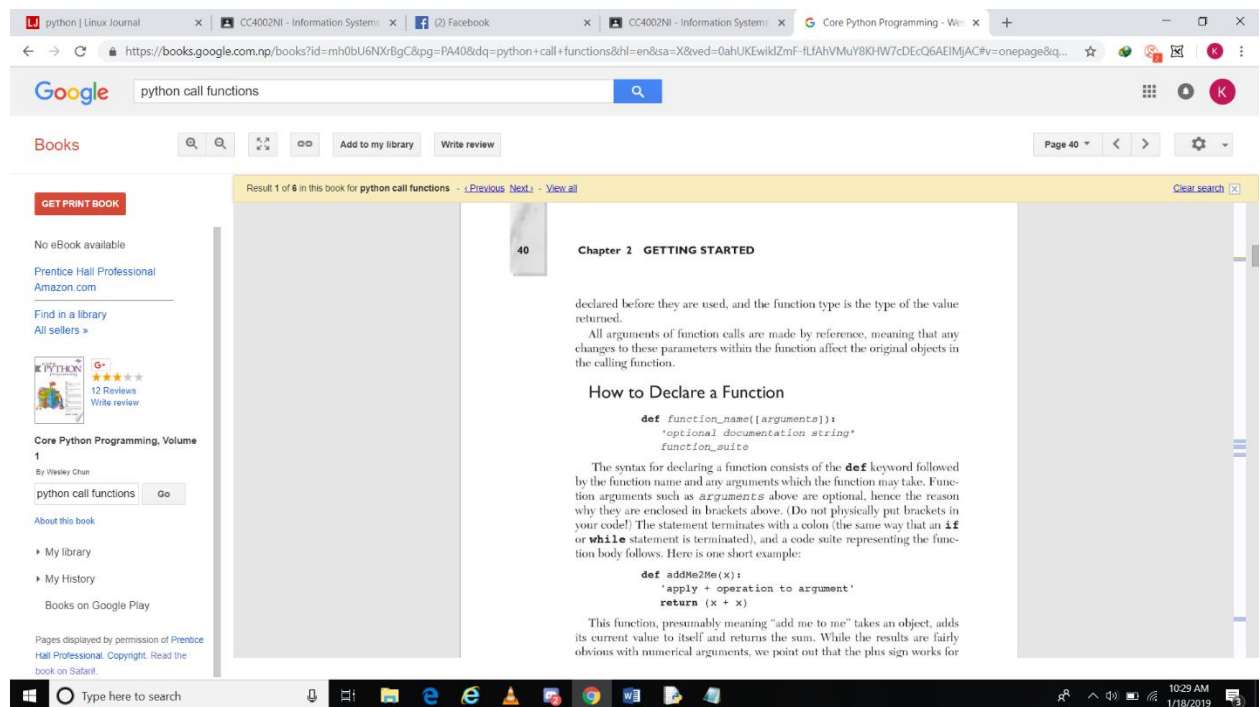 python | Linux Journal
CC4002NI - Information Systems
(2) Facebook
CC4002NI - Information Systems
Core Python Programming - Wes
https://books.google.com.np/books?id=mh0bU6NXrBgC&pg=PA40&dq=python+call+functions&hl=en&sa=X&ved=0ahUKEwiklZmF-fLfAhVMuY8KHW7cDEcQ6AEIMjAC#v=onepage&q...
2
K
Google
python call functions
K
Books
Add to my library
Write review
Page 40
Result 1 of 6 in this book for python call functions - ‹ Previous Next › - View all
Clear search
GET PRINT BOOK
No eBook available
Prentice Hall Professional
Amazon.com
Find in a library
All sellers »
PYTHON
G+
12 Reviews
Write review
Core Python Programming, Volume
1
By Wesley Chun
python call functions
Go
About this book
My library
My History
Books on Google Play
Pages displayed by permission of Prentice
Hall Professional. Copyright. Read the
book on Safari!.
40
Chapter 2 GETTING STARTED
declared before they are used, and the function type is the type of the value
returned.
All arguments of function calls are made by reference, meaning that any
changes to these parameters within the function affect the original objects in
the calling function.
How to Declare a Function
def function_name([arguments]):
"optional documentation string"
function_suite
The syntax for declaring a function consists of the def keyword followed
by the function name and any arguments which the function may take. Func-
tion arguments such as arguments above are optional, hence the reason
why they are enclosed in brackets above. (Do not physically put brackets in
your code!) The statement terminates with a colon (the same way that an if
or while statement is terminated), and a code suite representing the func-
tion body follows. Here is one short example:
def addMe2Me(x):
'apply + operation to argument'
return (x + x)
This function, presumably meaning “add me to me” takes an object, adds
its current value to itself and returns the sum. While the results are fairly
obvious with numerical arguments, we point out that the plus sign works for
Type here to search
10:29 AM
1/18/2019
3